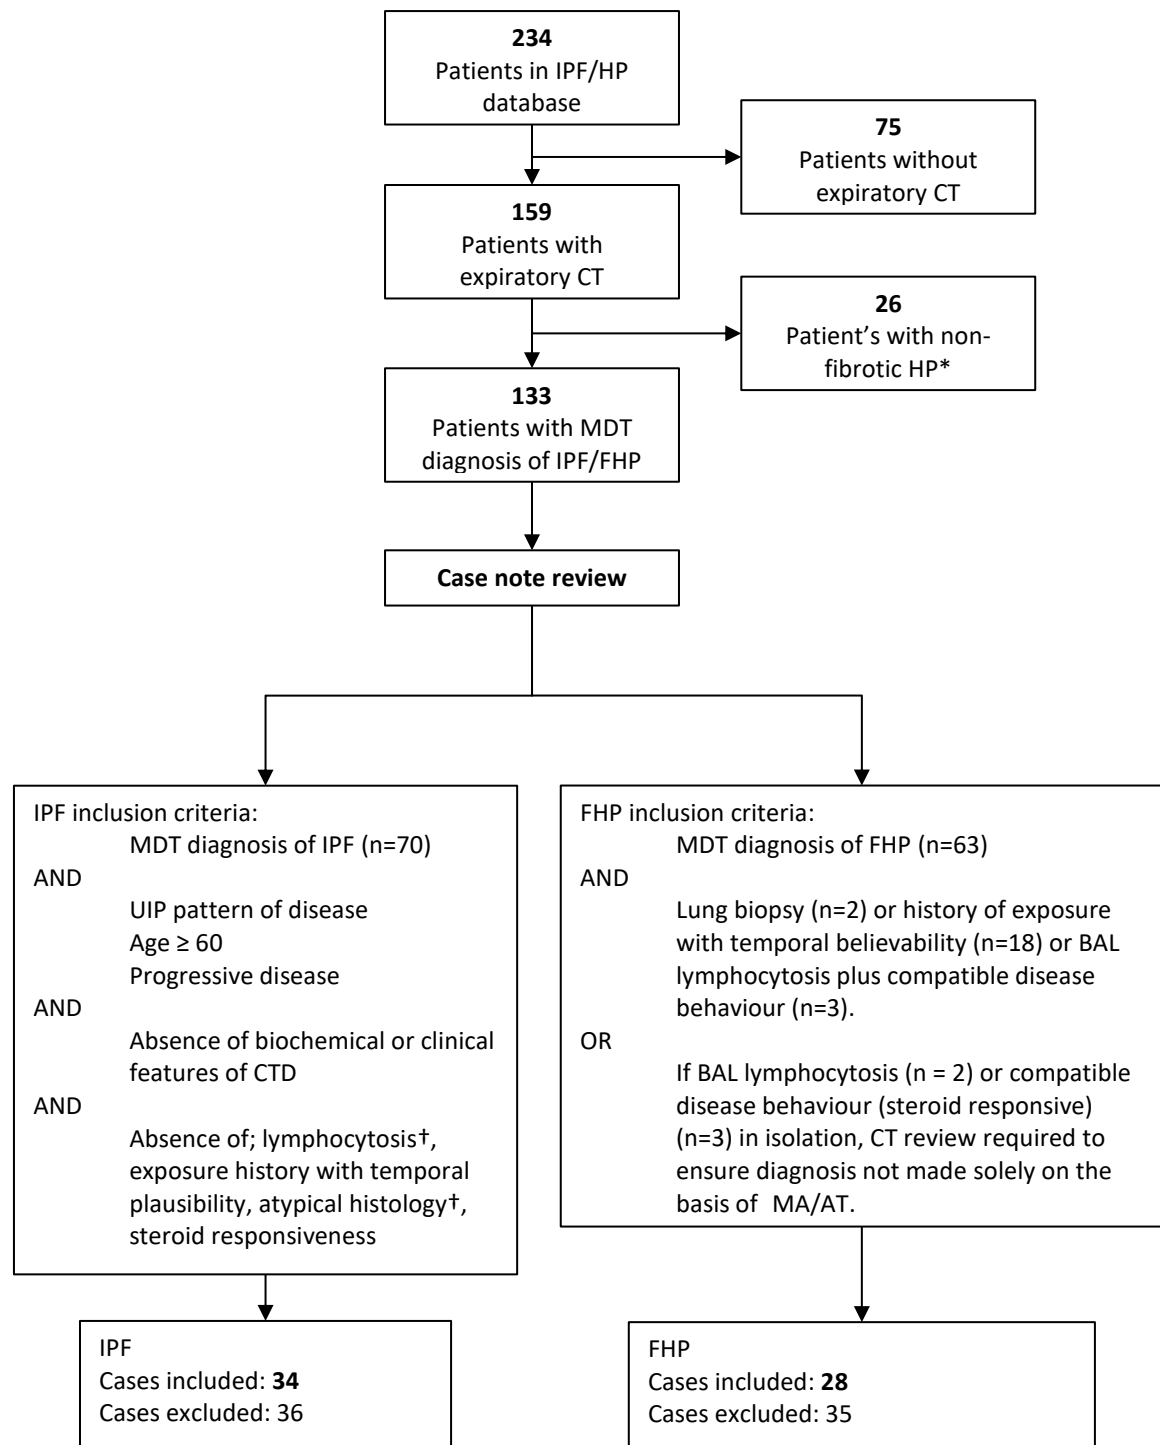 234
Patients in IPF/HP
database
75
Patients without
expiratory CT
159
Patients with
expiratory CT
26
Patient’s with non-
fibrotic HP*
133
Patients with MDT
diagnosis of IPF/FHP
Case note review
IPF inclusion criteria:
MDT diagnosis of IPF (n=70)
AND
UIP pattern of disease
Age ≥ 60
Progressive disease
AND
Absence of biochemical or clinical
features of CTD
AND
Absence of; lymphocytosis†,
exposure history with temporal
plausibility, atypical histology†,
steroid responsiveness
FHP inclusion criteria:
MDT diagnosis of FHP (n=63)
AND
Lung biopsy (n=2) or history of exposure
with temporal believability (n=18) or BAL
lymphocytosis plus compatible disease
behaviour (n=3).
OR
If BAL lymphocytosis (n = 2) or compatible
disease behaviour (steroid responsive)
(n=3) in isolation, CT review required to
ensure diagnosis not made solely on the
basis of MA/AT.
IPF
Cases included: 34
Cases excluded: 36
FHP
Cases included: 28
Cases excluded: 35